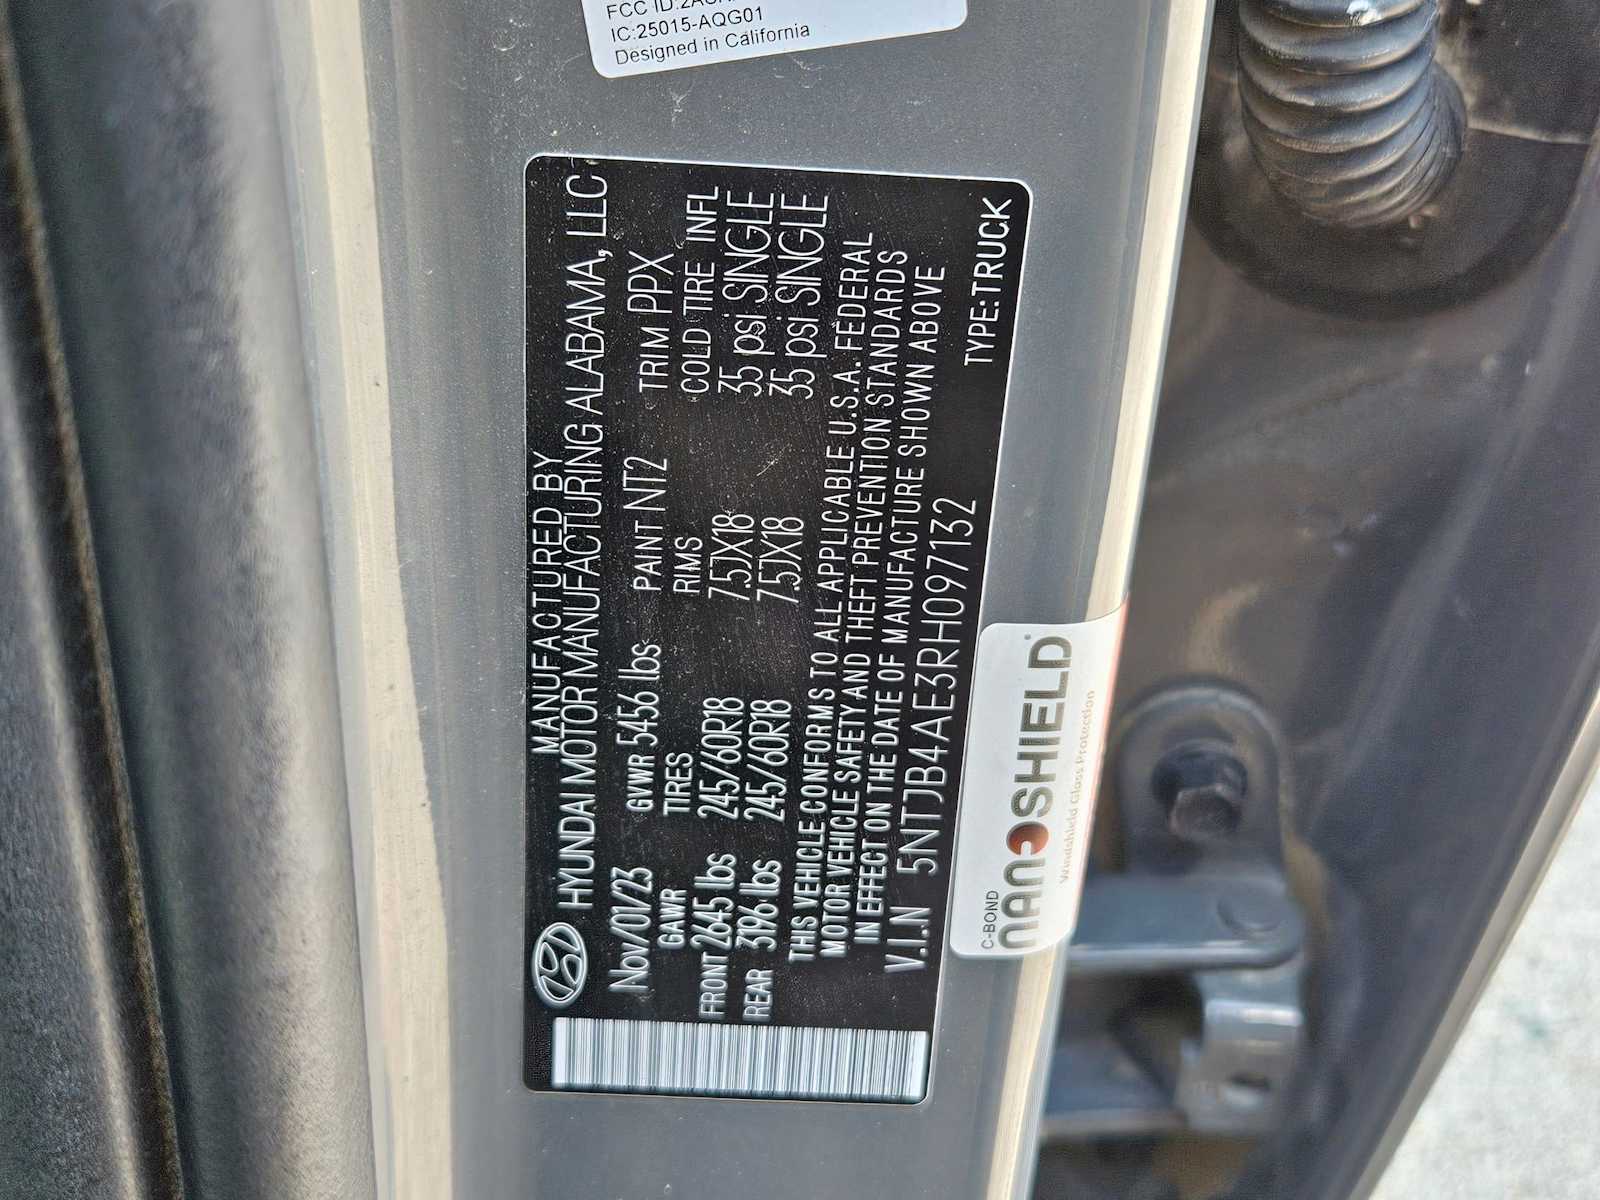 FCC ID:
IC:25015-AQG01
Designed in California
MANUFACTURED BY
HYUNDAI MOTOR MANUFACTURING ALABAMA, LLC
Nov/01/23 GVWR 5456 lbs PAINT NT2 TRIM PPX
GAWR TIRES RIMS COLD TIRE INFL
FRONT 2645 lbs 245/60R18 7.5JX18 35 psi SINGLE
REAR 3196 lbs 245/60R18 7.5JX18 35 psi SINGLE
THIS VEHICLE CONFORMS TO ALL APPLICABLE U.S.A. FEDERAL
MOTOR VEHICLE SAFETY AND THEFT PREVENTION STANDARDS
IN EFFECT ON THE DATE OF MANUFACTURE SHOWN ABOVE
V.I.N 5NTJB4AE3RH097132 TYPE:TRUCK
C-BOND
NANO SHIELD
Windshield Glass Protection